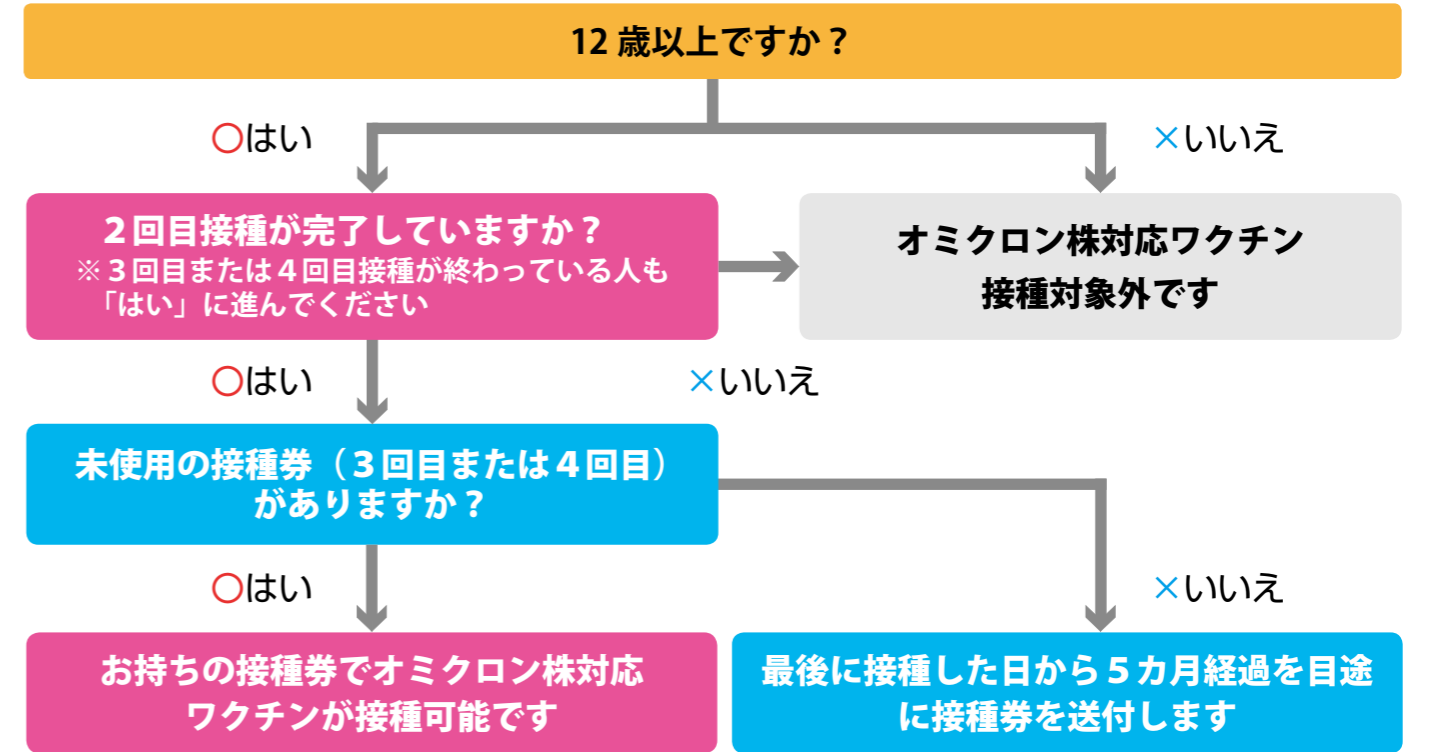 12 歳以上ですか？
〇はい
×いいえ
２回目接種が完了していますか？
※３回目または４回目接種が終わっている人も
「はい」に進んでください
オミクロン株対応ワクチン
接種対象外です
〇はい
×いいえ
未使用の接種券（３回目または４回目）
がありますか？
〇はい
×いいえ
お持ちの接種券でオミクロン株対応
ワクチンが接種可能です
最後に接種した日から５カ月経過を目途
に接種券を送付します